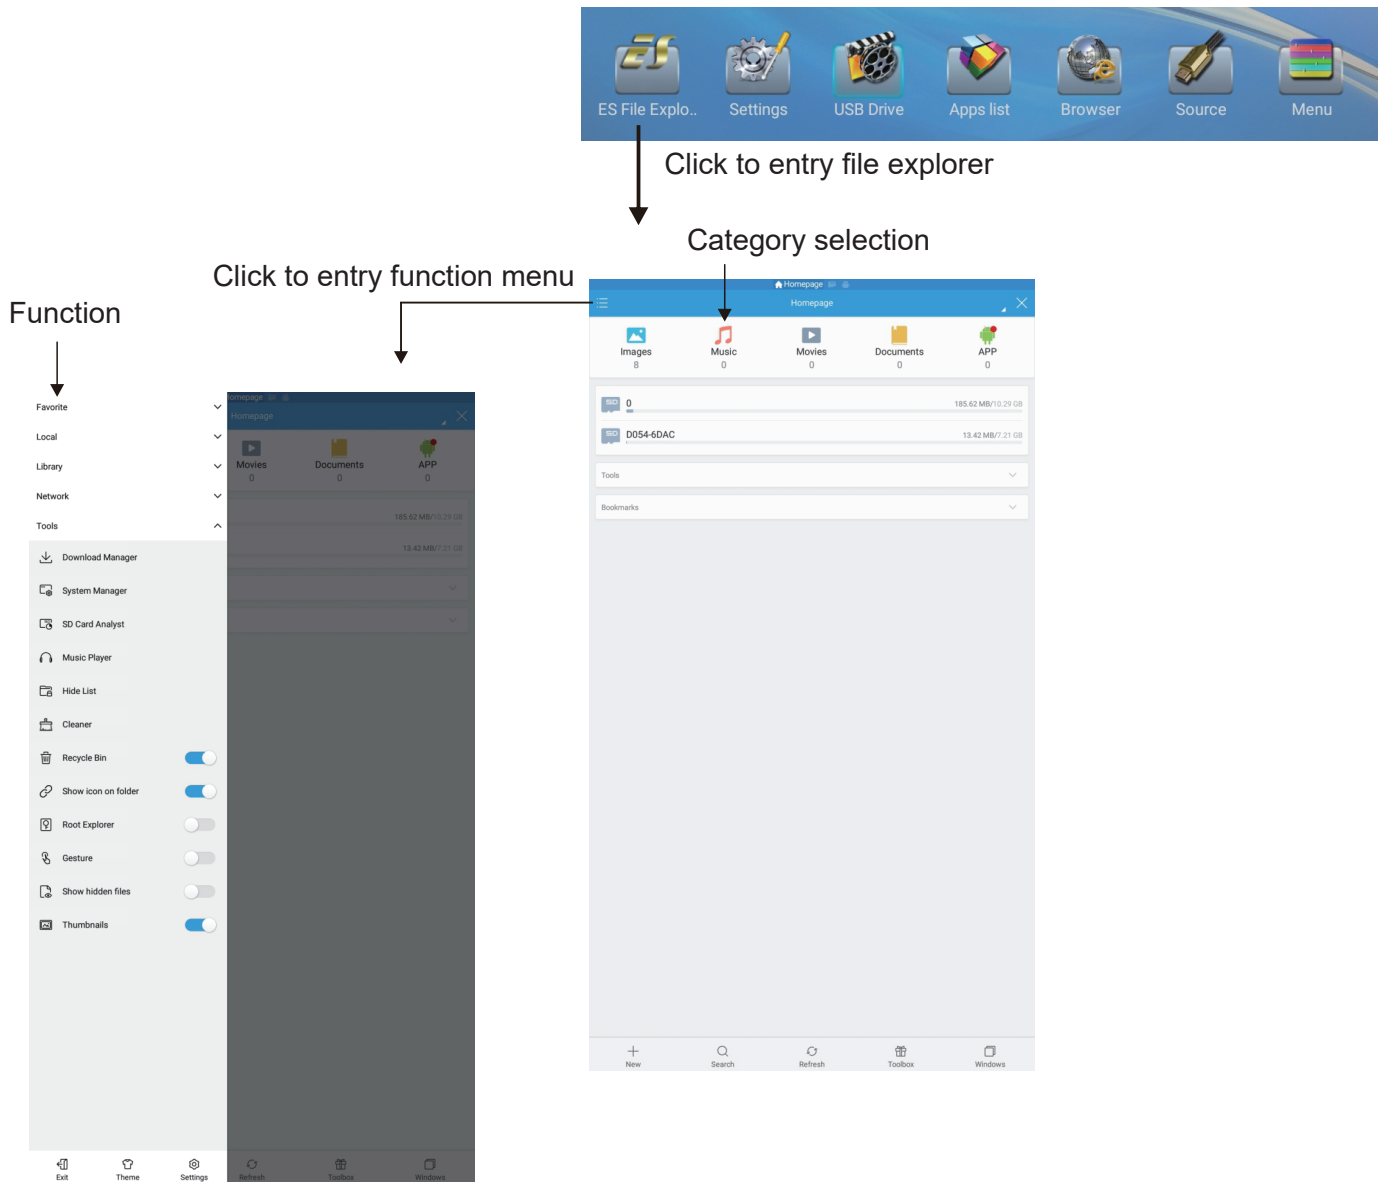 ES File Explo.. Settings USB Drive Apps list Browser Source Menu
Click to entry file explorer
Category selection
Click to entry function menu
Function
Homepage
Homepage
Images Music Movies Documents APP
8 0 0 0 0
SD 0 185.62 MB/10.29 GB
SD D054-6DAC 13.42 MB/7.21 GB
Tools
Bookmarks
New Search Refresh Toolbox Windows
Favorite
Local
Library
Network
Tools
Download Manager
System Manager
SD Card Analyst
Music Player
Hide List
Cleaner
Recycle Bin
Show icon on folder
Root Explorer
Gesture
Show hidden files
Thumbnails
Exit Theme Settings
omepage
Homepage
Movies Documents APP
0 0 0
185.62 MB/10.29 GB
13.42 MB/7.21 GB
Refresh Toolbox Windows